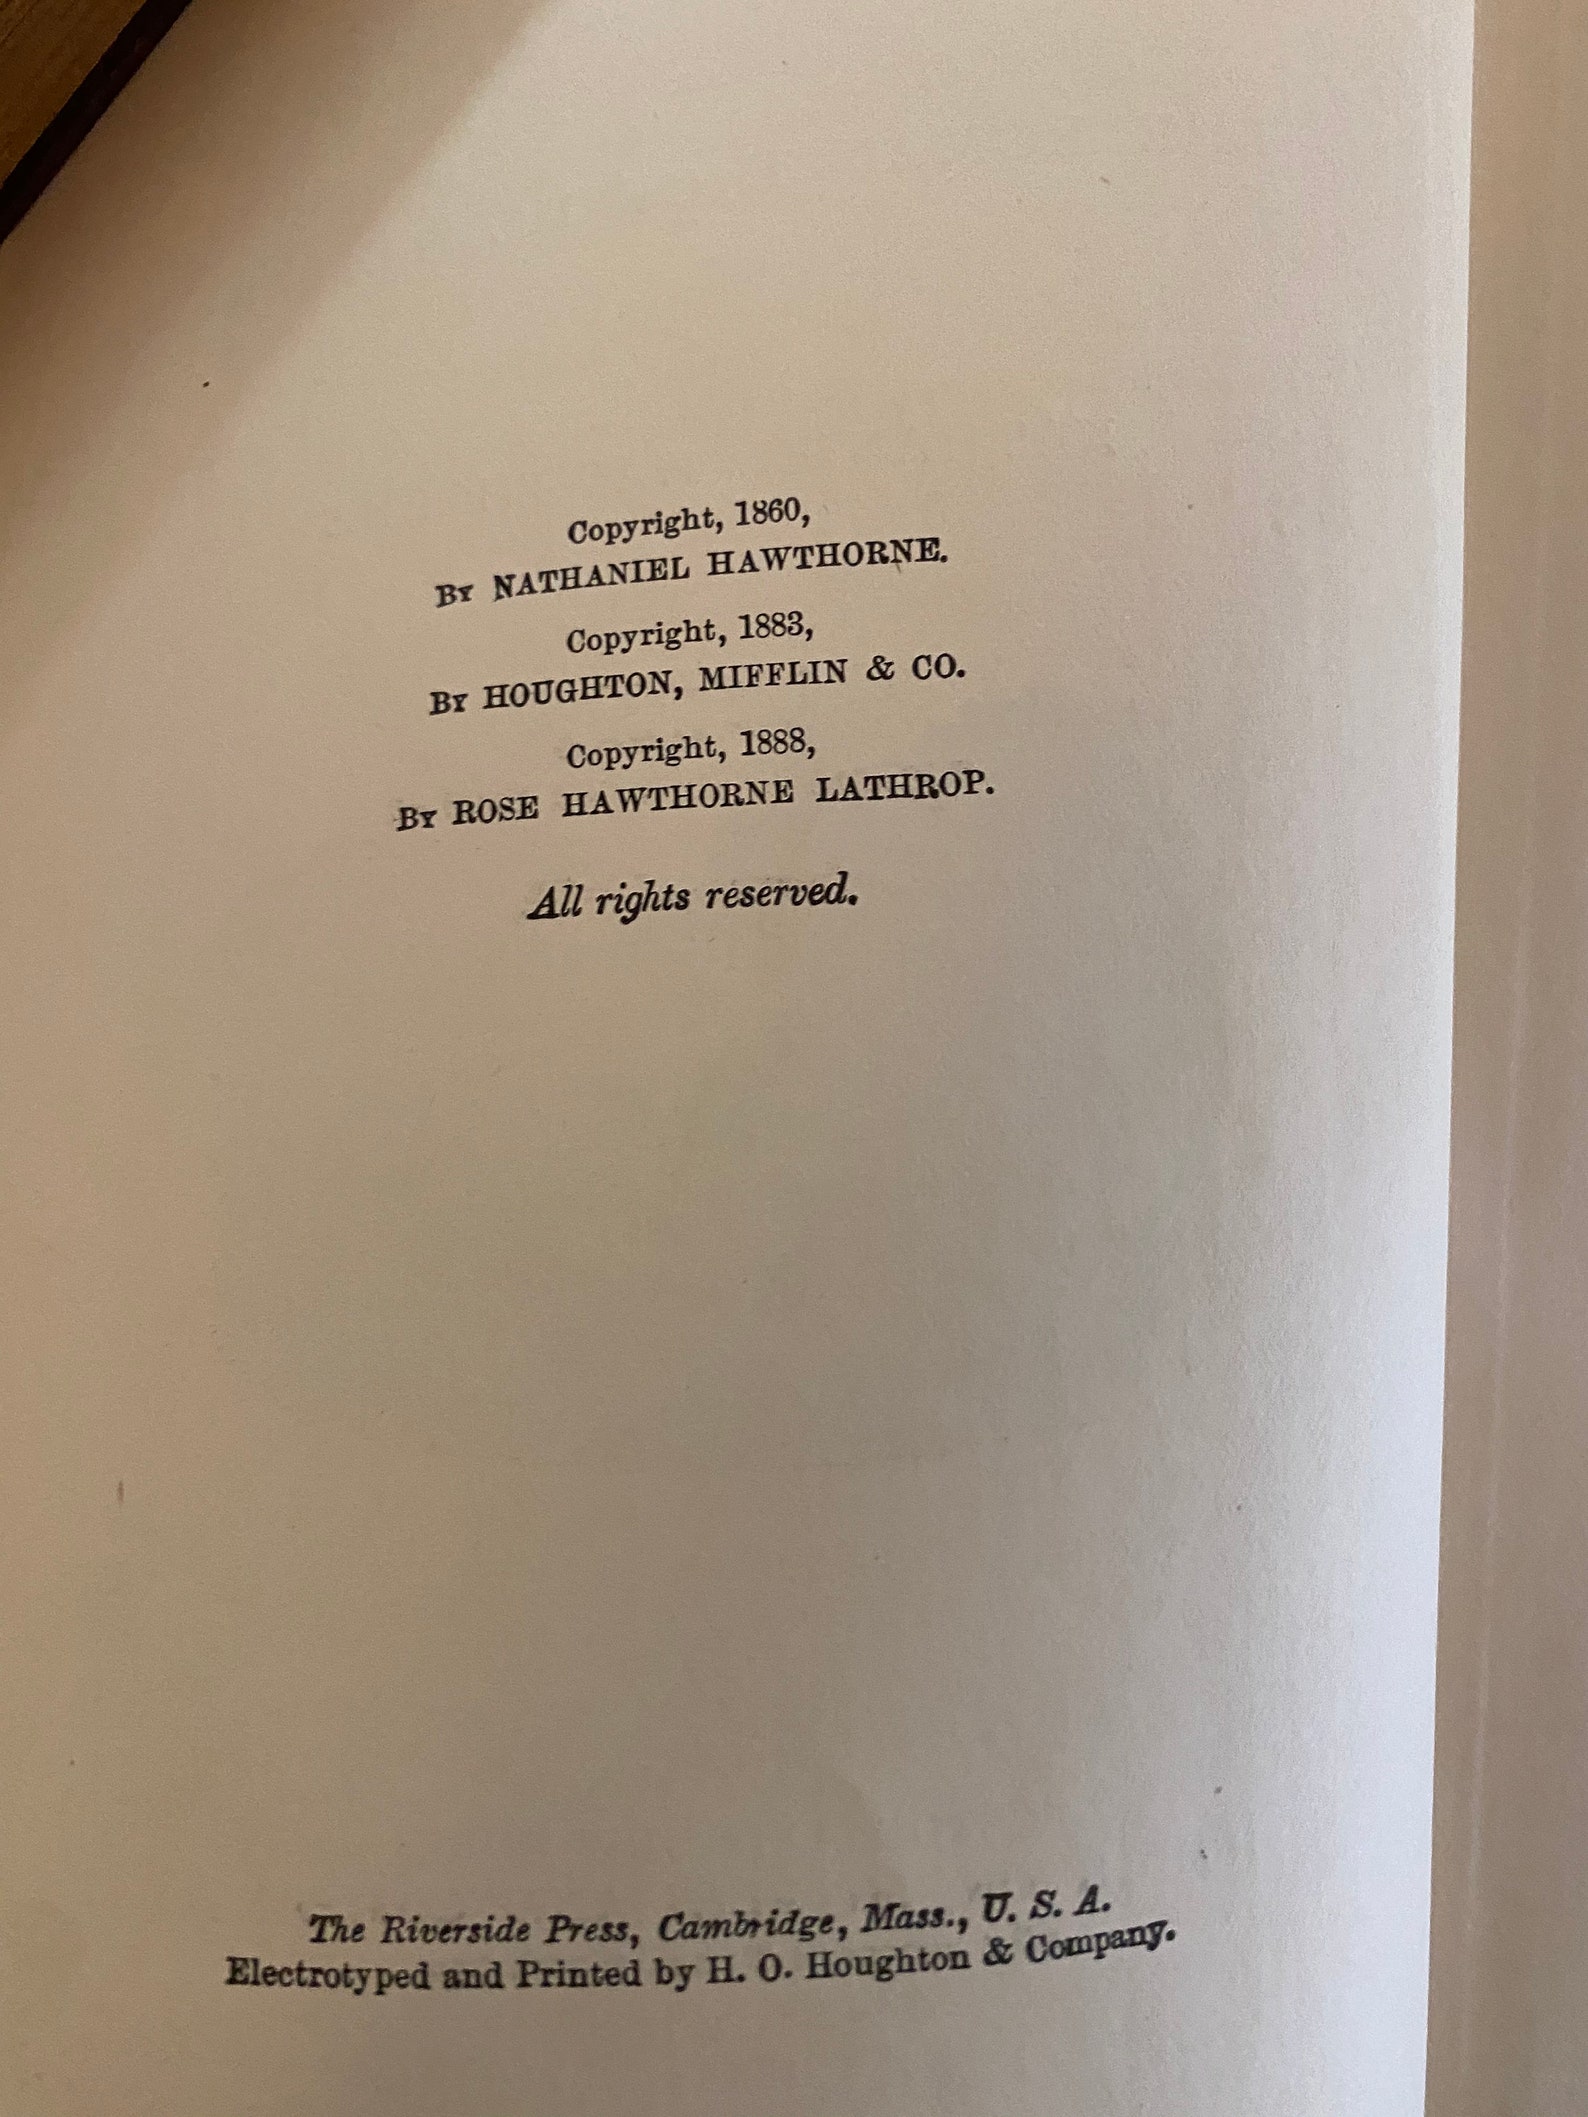 Copyright, 1860,
By NATHANIEL HAWTHORNE.
Copyright, 1883,
By HOUGHTON, MIFFLIN & CO.
Copyright, 1888,
By ROSE HAWTHORNE LATHROP.
All rights reserved.
The Riverside Press, Cambridge, Mass., U. S. A.
Electrotyped and Printed by H. O. Houghton & Company.